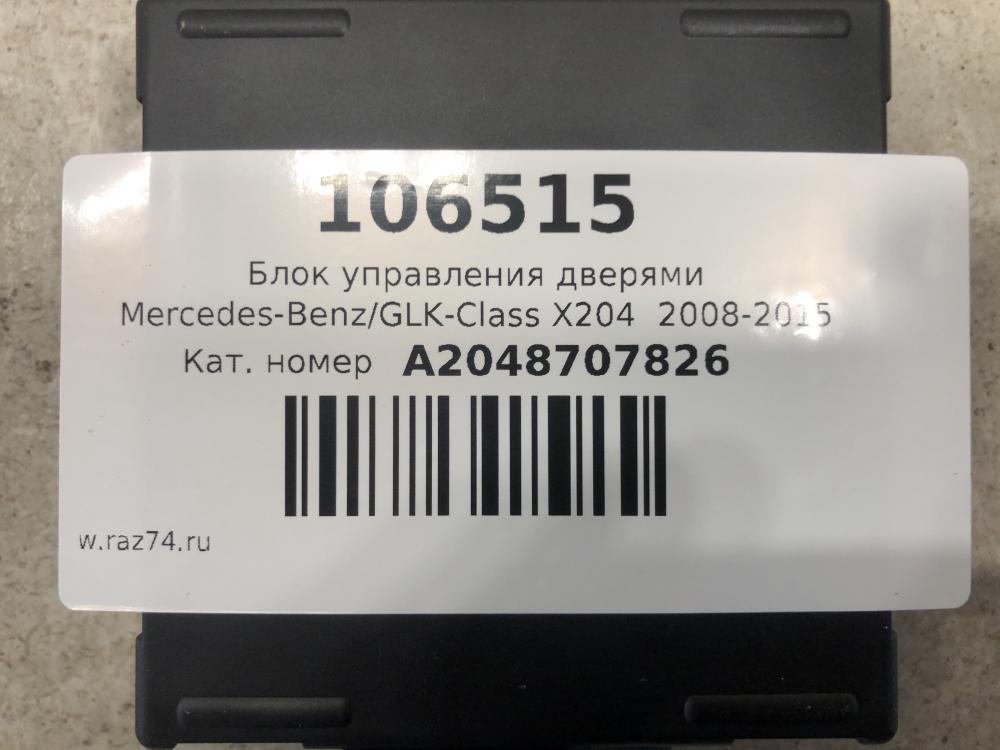 106515
Блок управления дверями
Mercedes-Benz/GLK-Class X204 2008-2015
Кат. номер A2048707826
w.raz74.ru